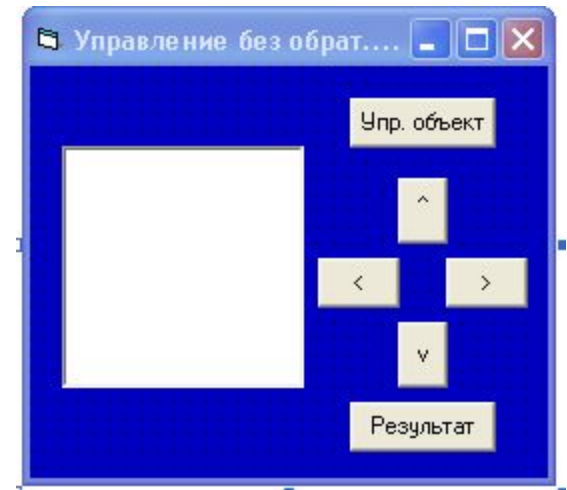 Управление без обрат....
Упр. объект
^
< >
v
Результат